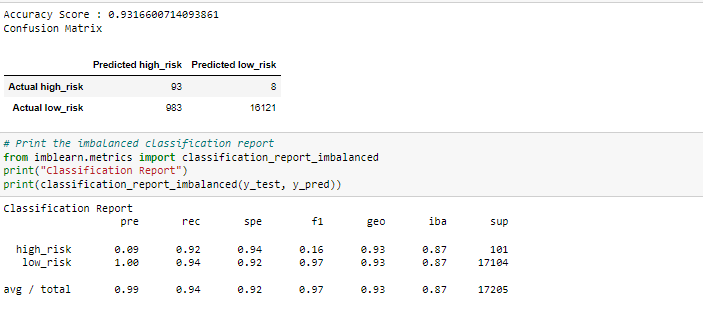 Accuracy Score : 0.9316600714093861
Confusion Matrix
Predicted high_risk Predicted low_risk
Actual high_risk 93 8
Actual low_risk 983 16121
# Print the imbalanced classification report
from imblearn.metrics import classification_report_imbalanced
print("Classification Report")
print(classification_report_imbalanced(y_test, y_pred))
Classification Report
pre rec spe f1 geo iba sup
high_risk 0.09 0.92 0.94 0.16 0.93 0.87 101
low_risk 1.00 0.94 0.92 0.97 0.93 0.87 17104
avg / total 0.99 0.94 0.92 0.97 0.93 0.87 17205